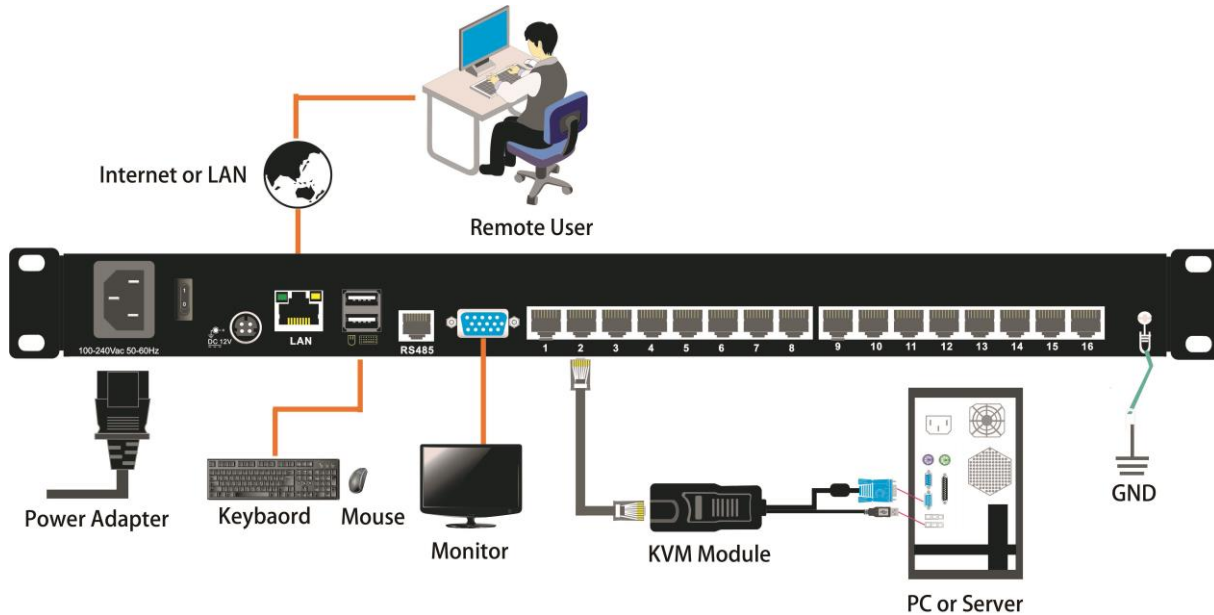 Internet or LAN
Remote User
1
0
DC 12V
100-240Vac 50-60Hz
LAN
RS485
1 2 3 4 5 6 7 8 9 10 11 12 13 14 15 16
Power Adapter
Keybaord
Mouse
Monitor
KVM Module
PC or Server
GND